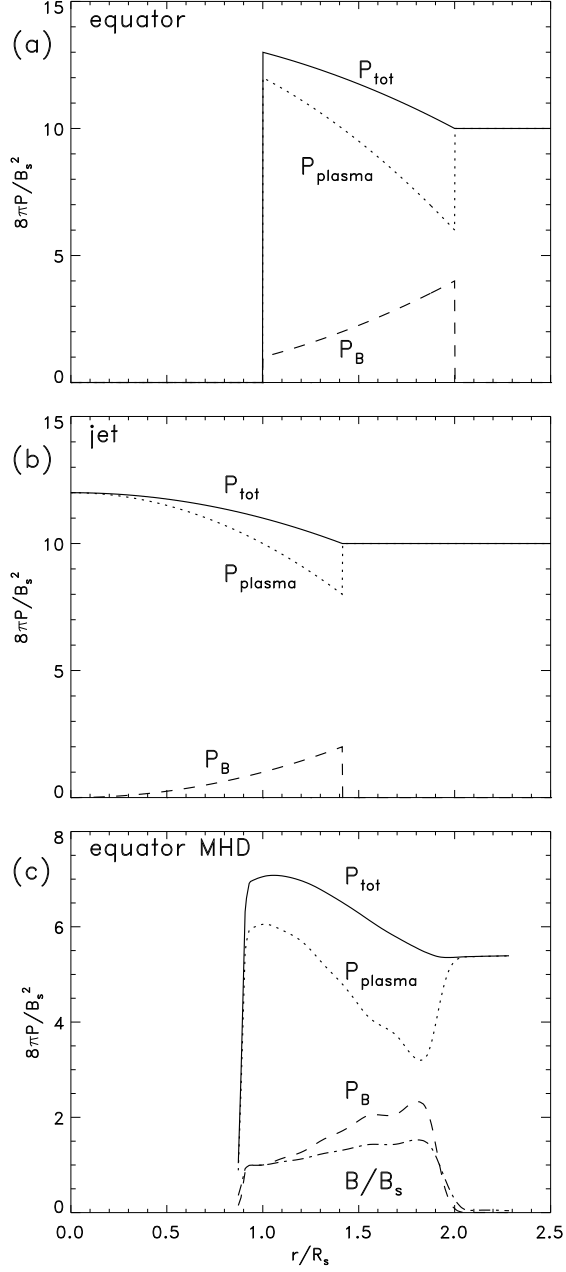 (a)
equator
15
10
5
0
8πP/B_s^2
P_tot
P_plasma
P_B
(b)
jet
15
10
5
0
8πP/B_s^2
P_tot
P_plasma
P_B
(c)
equator MHD
8
6
4
2
0
8πP/B_s^2
P_tot
P_plasma
P_B
B/B_s
0.0 0.5 1.0 1.5 2.0 2.5
r/R_s